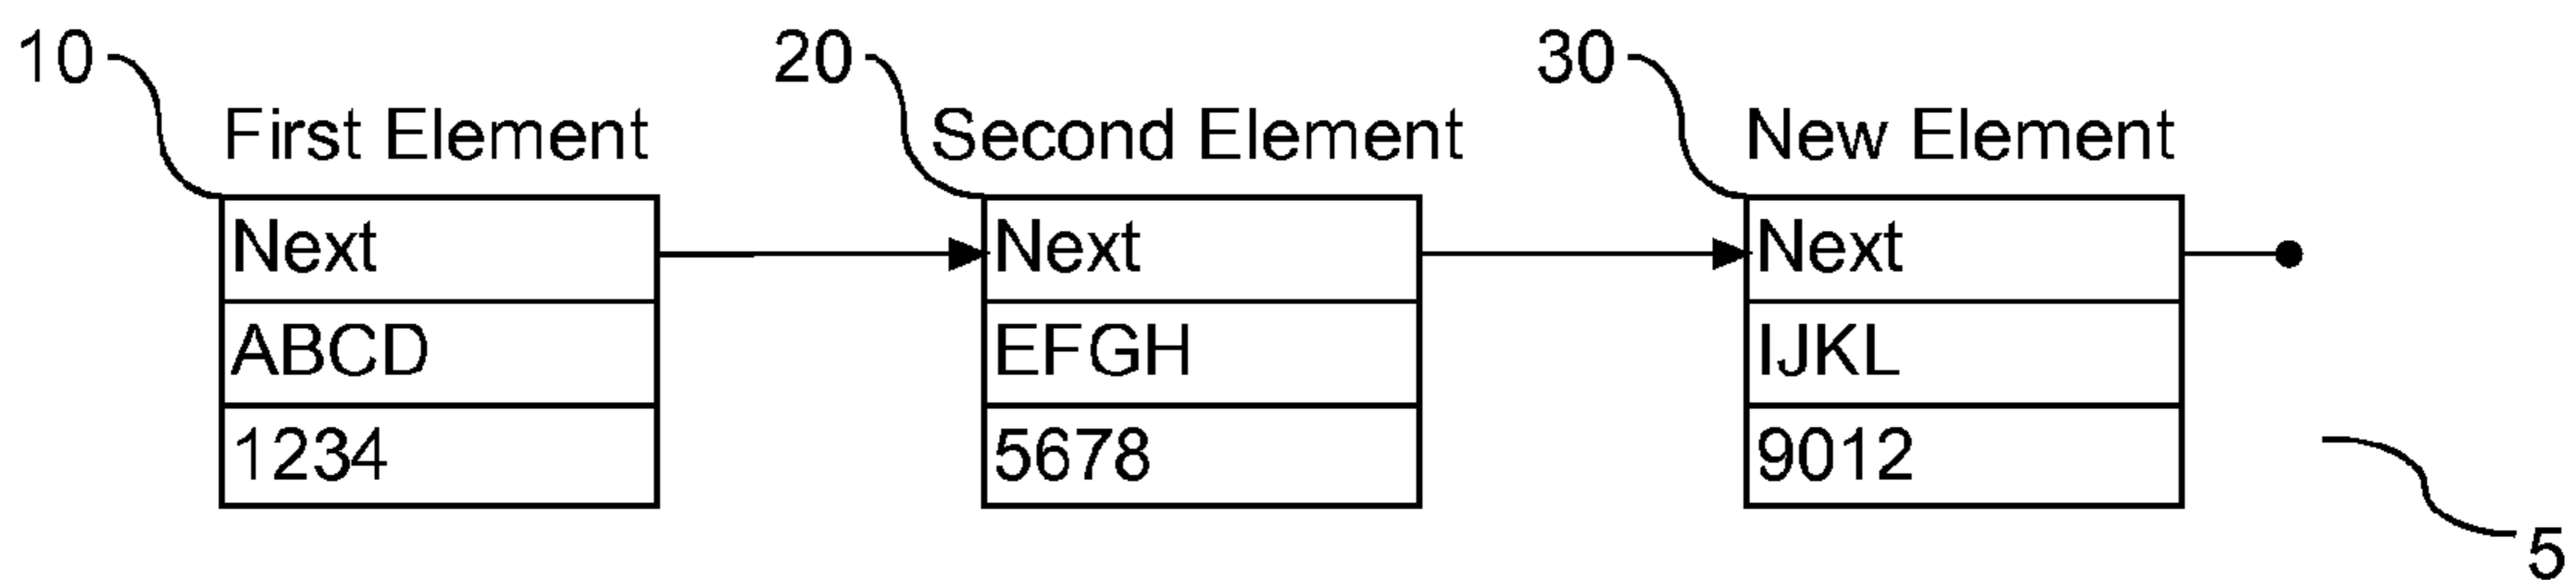 10 20 30
First Element Second Element New Element
Next Next Next
ABCD EFGH IJKL
1234 5678 9012
5